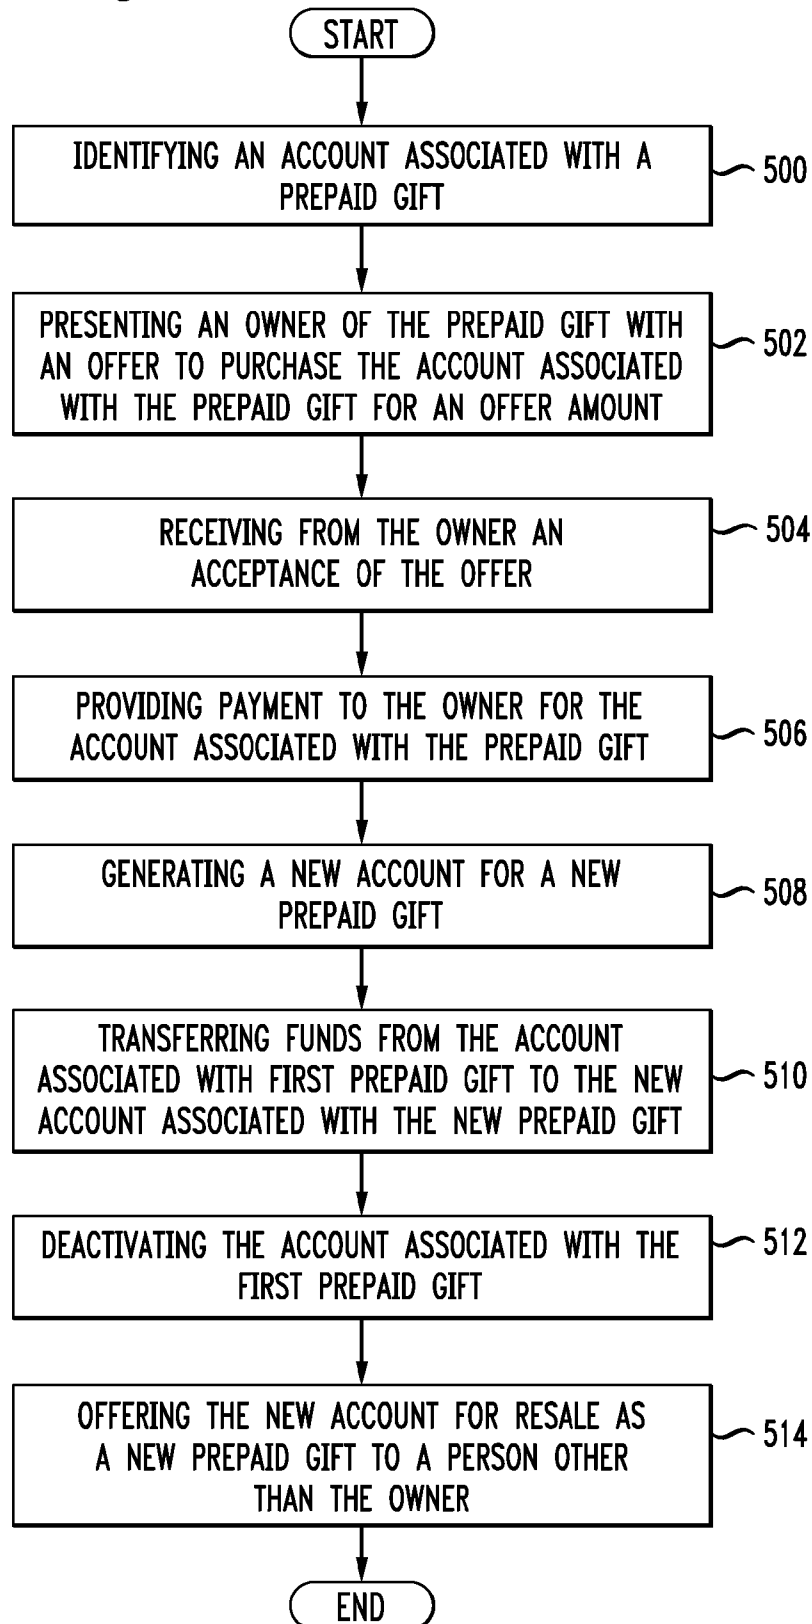 START
IDENTIFYING AN ACCOUNT ASSOCIATED WITH A
PREPAID GIFT
500
PRESENTING AN OWNER OF THE PREPAID GIFT WITH
AN OFFER TO PURCHASE THE ACCOUNT ASSOCIATED
WITH THE PREPAID GIFT FOR AN OFFER AMOUNT
502
RECEIVING FROM THE OWNER AN
ACCEPTANCE OF THE OFFER
504
PROVIDING PAYMENT TO THE OWNER FOR THE
ACCOUNT ASSOCIATED WITH THE PREPAID GIFT
506
GENERATING A NEW ACCOUNT FOR A NEW
PREPAID GIFT
508
TRANSFERRING FUNDS FROM THE ACCOUNT
ASSOCIATED WITH FIRST PREPAID GIFT TO THE NEW
ACCOUNT ASSOCIATED WITH THE NEW PREPAID GIFT
510
DEACTIVATING THE ACCOUNT ASSOCIATED WITH THE
FIRST PREPAID GIFT
512
OFFERING THE NEW ACCOUNT FOR RESALE AS
A NEW PREPAID GIFT TO A PERSON OTHER
THAN THE OWNER
514
END